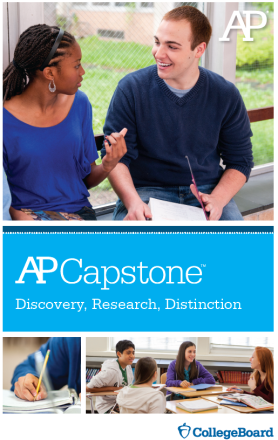 AP
AP Capstone™
Discovery, Research, Distinction
CollegeBoard